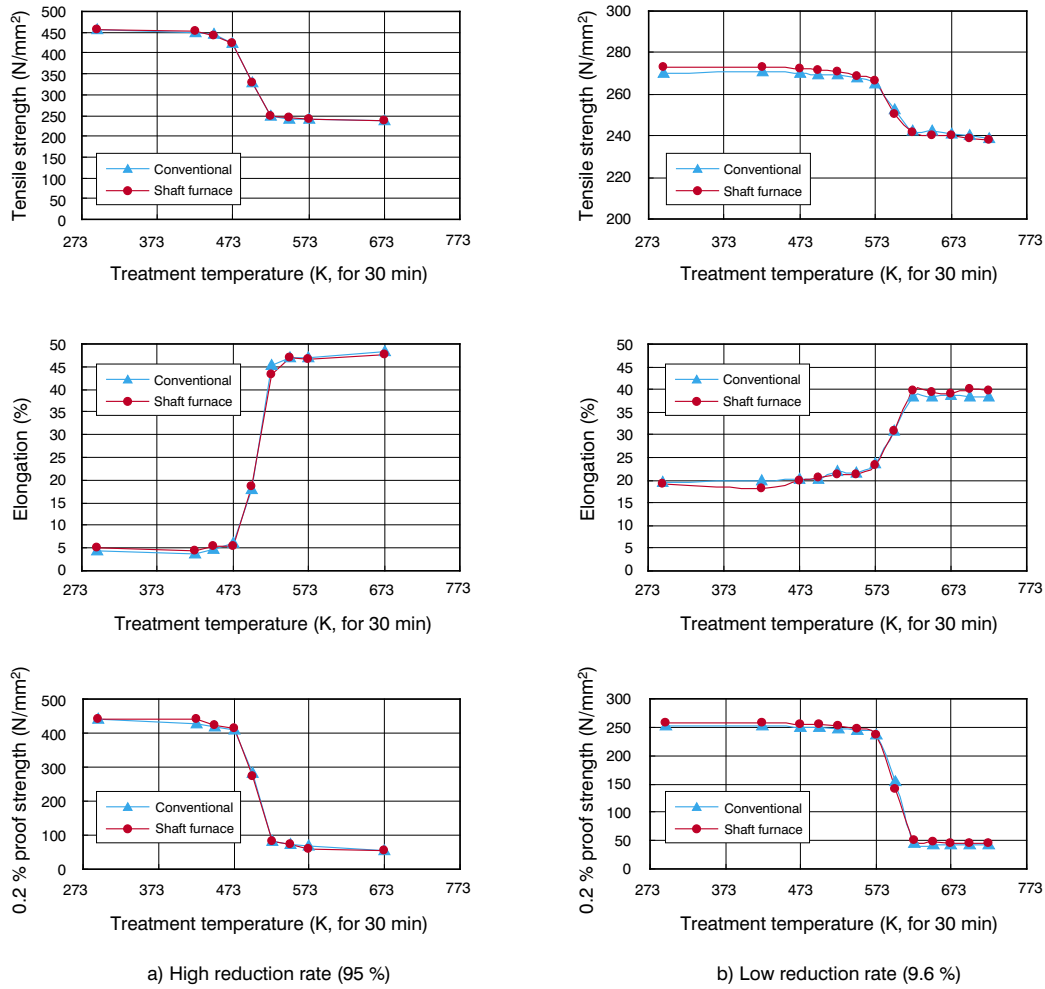 Tensile strength (N/mm²)
500
450
400
350
300
250
200
150
100
50
0
Conventional
Shaft furnace
273 373 473 573 673 773
Treatment temperature (K, for 30 min)
Tensile strength (N/mm²)
300
280
260
240
220
200
Conventional
Shaft furnace
273 373 473 573 673 773
Treatment temperature (K, for 30 min)
Elongation (%)
50
45
40
35
30
25
20
15
10
5
0
Conventional
Shaft furnace
273 373 473 573 673 773
Treatment temperature (K, for 30 min)
Elongation (%)
50
45
40
35
30
25
20
15
10
5
0
Conventional
Shaft furnace
273 373 473 573 673 773
Treatment temperature (K, for 30 min)
0.2 % proof strength (N/mm²)
500
400
300
200
100
0
Conventional
Shaft furnace
273 373 473 573 673 773
Treatment temperature (K, for 30 min)
0.2 % proof strength (N/mm²)
300
250
200
150
100
50
0
Conventional
Shaft furnace
273 373 473 573 673 773
Treatment temperature (K, for 30 min)
a) High reduction rate (95 %)
b) Low reduction rate (9.6 %)